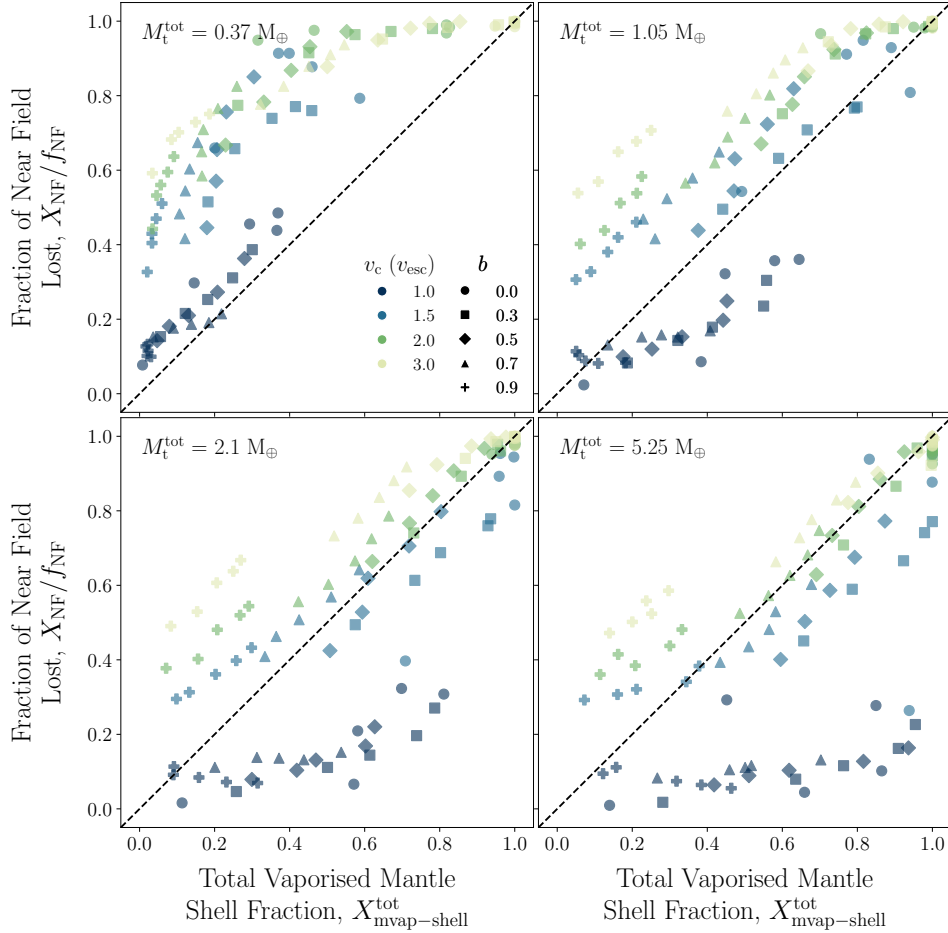 M_t^tot = 0.37 M⊕
M_t^tot = 1.05 M⊕
1.0
0.8
0.6
0.4
0.2
0.0
Fraction of Near Field
Lost, X_NF/f_NF
v_c (v_esc)
b
1.0
0.0
1.5
0.3
2.0
0.5
3.0
0.7
0.9
M_t^tot = 2.1 M⊕
M_t^tot = 5.25 M⊕
1.0
0.8
0.6
0.4
0.2
0.0
Fraction of Near Field
Lost, X_NF/f_NF
0.0 0.2 0.4 0.6 0.8 1.0
0.0 0.2 0.4 0.6 0.8 1.0
Total Vaporised Mantle
Shell Fraction, X_mvap−shell^tot
Total Vaporised Mantle
Shell Fraction, X_mvap−shell^tot